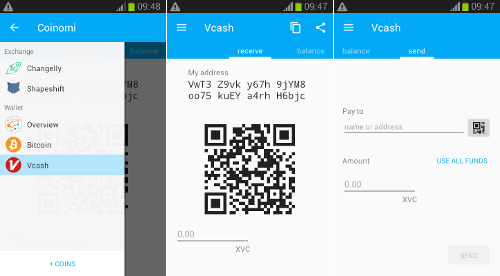 09:48
Coinomi
Exchange
Changelly
Shapeshift
Wallet
Overview
Bitcoin
Vcash
+ COINS
balance
09:47
Vcash
receive
balance
My address
VwT3 Z9vk y67h 9jYM8
oo75 kuEY a4rh H6bjc
0.00
XVC
09:47
Vcash
balance
send
Pay to
name or address
Amount
USE ALL FUNDS
0.00
XVC
SEND